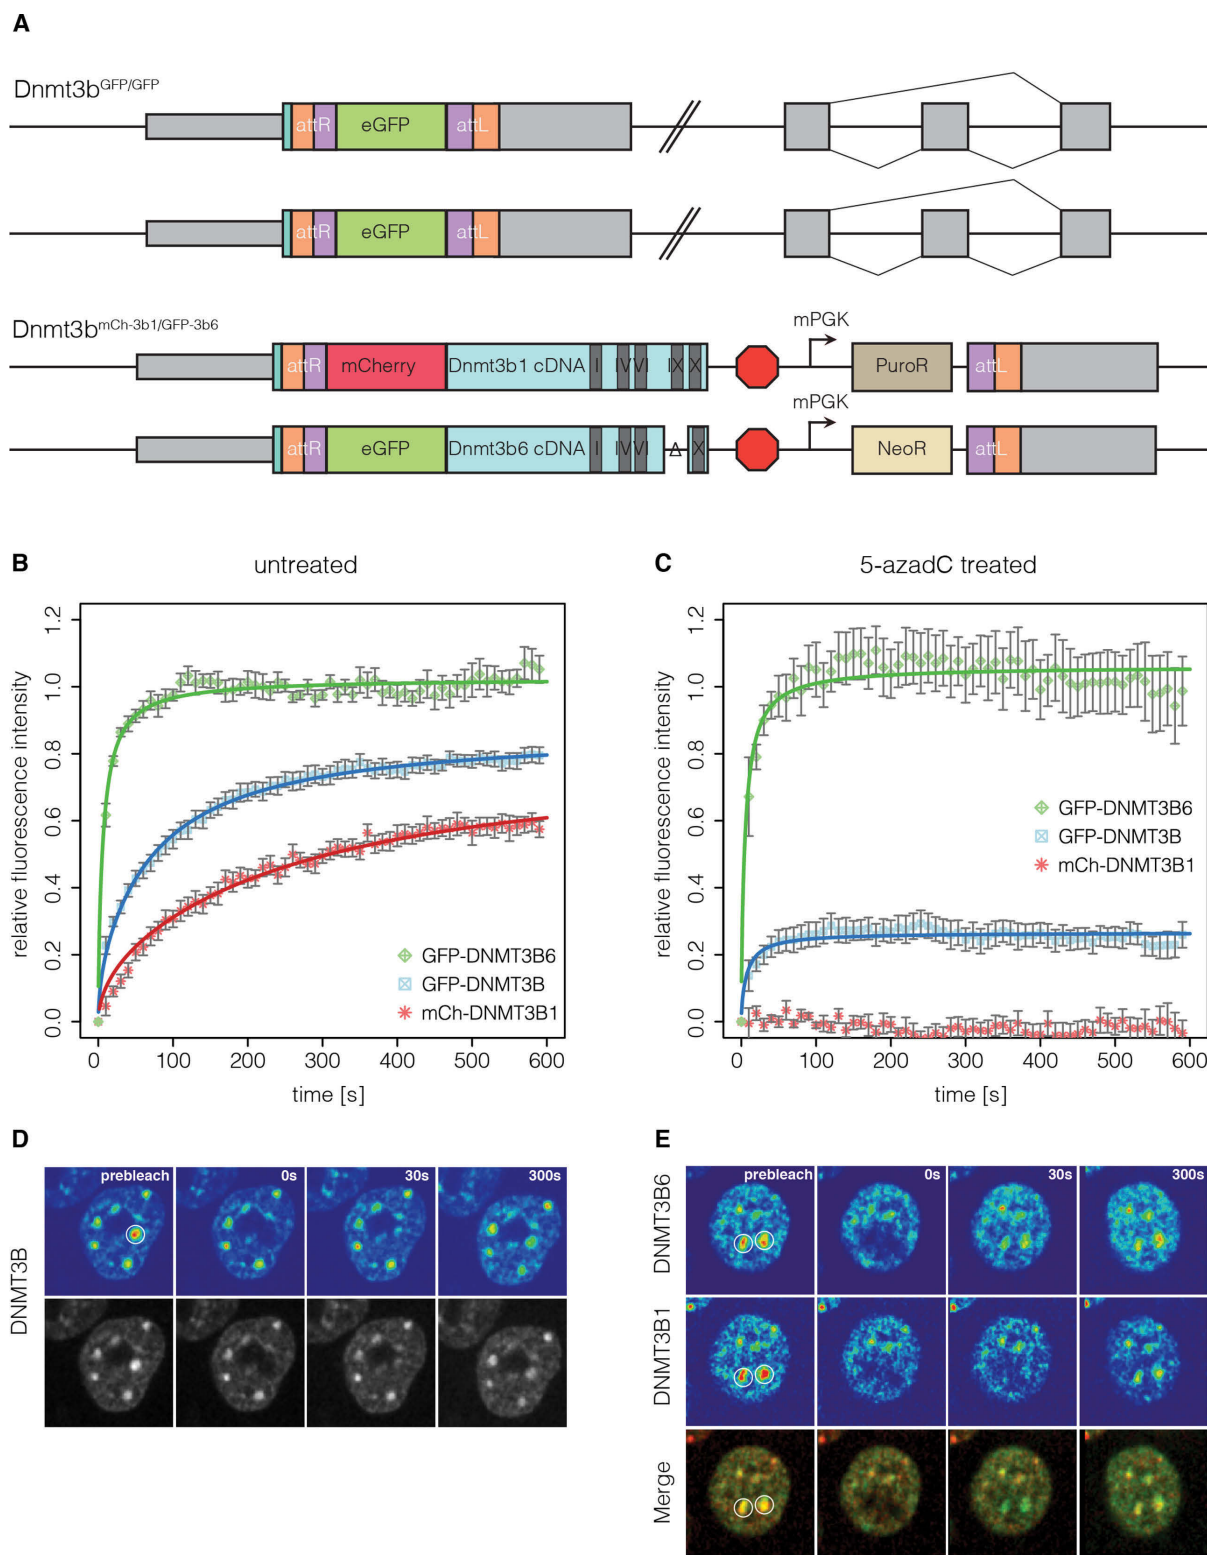 A
Dnmt3bGFP/GFP
attR eGFP attL
attR eGFP attL
Dnmt3bmCh-3b1/GFP-3b6
mPGK
attR mCherry Dnmt3b1 cDNA I IV VI IX X PuroR attL
mPGK
attR eGFP Dnmt3b6 cDNA I IV VI Δ X NeoR attL
B
untreated
relative fluorescence intensity
0.0 0.2 0.4 0.6 0.8 1.0 1.2
GFP-DNMT3B6
GFP-DNMT3B
mCh-DNMT3B1
0 100 200 300 400 500 600
time [s]
C
5-azadC treated
relative fluorescence intensity
0.0 0.2 0.4 0.6 0.8 1.0 1.2
GFP-DNMT3B6
GFP-DNMT3B
mCh-DNMT3B1
0 100 200 300 400 500 600
time [s]
D
prebleach 0s 30s 300s
DNMT3B
E
prebleach 0s 30s 300s
DNMT3B6
DNMT3B1
Merge